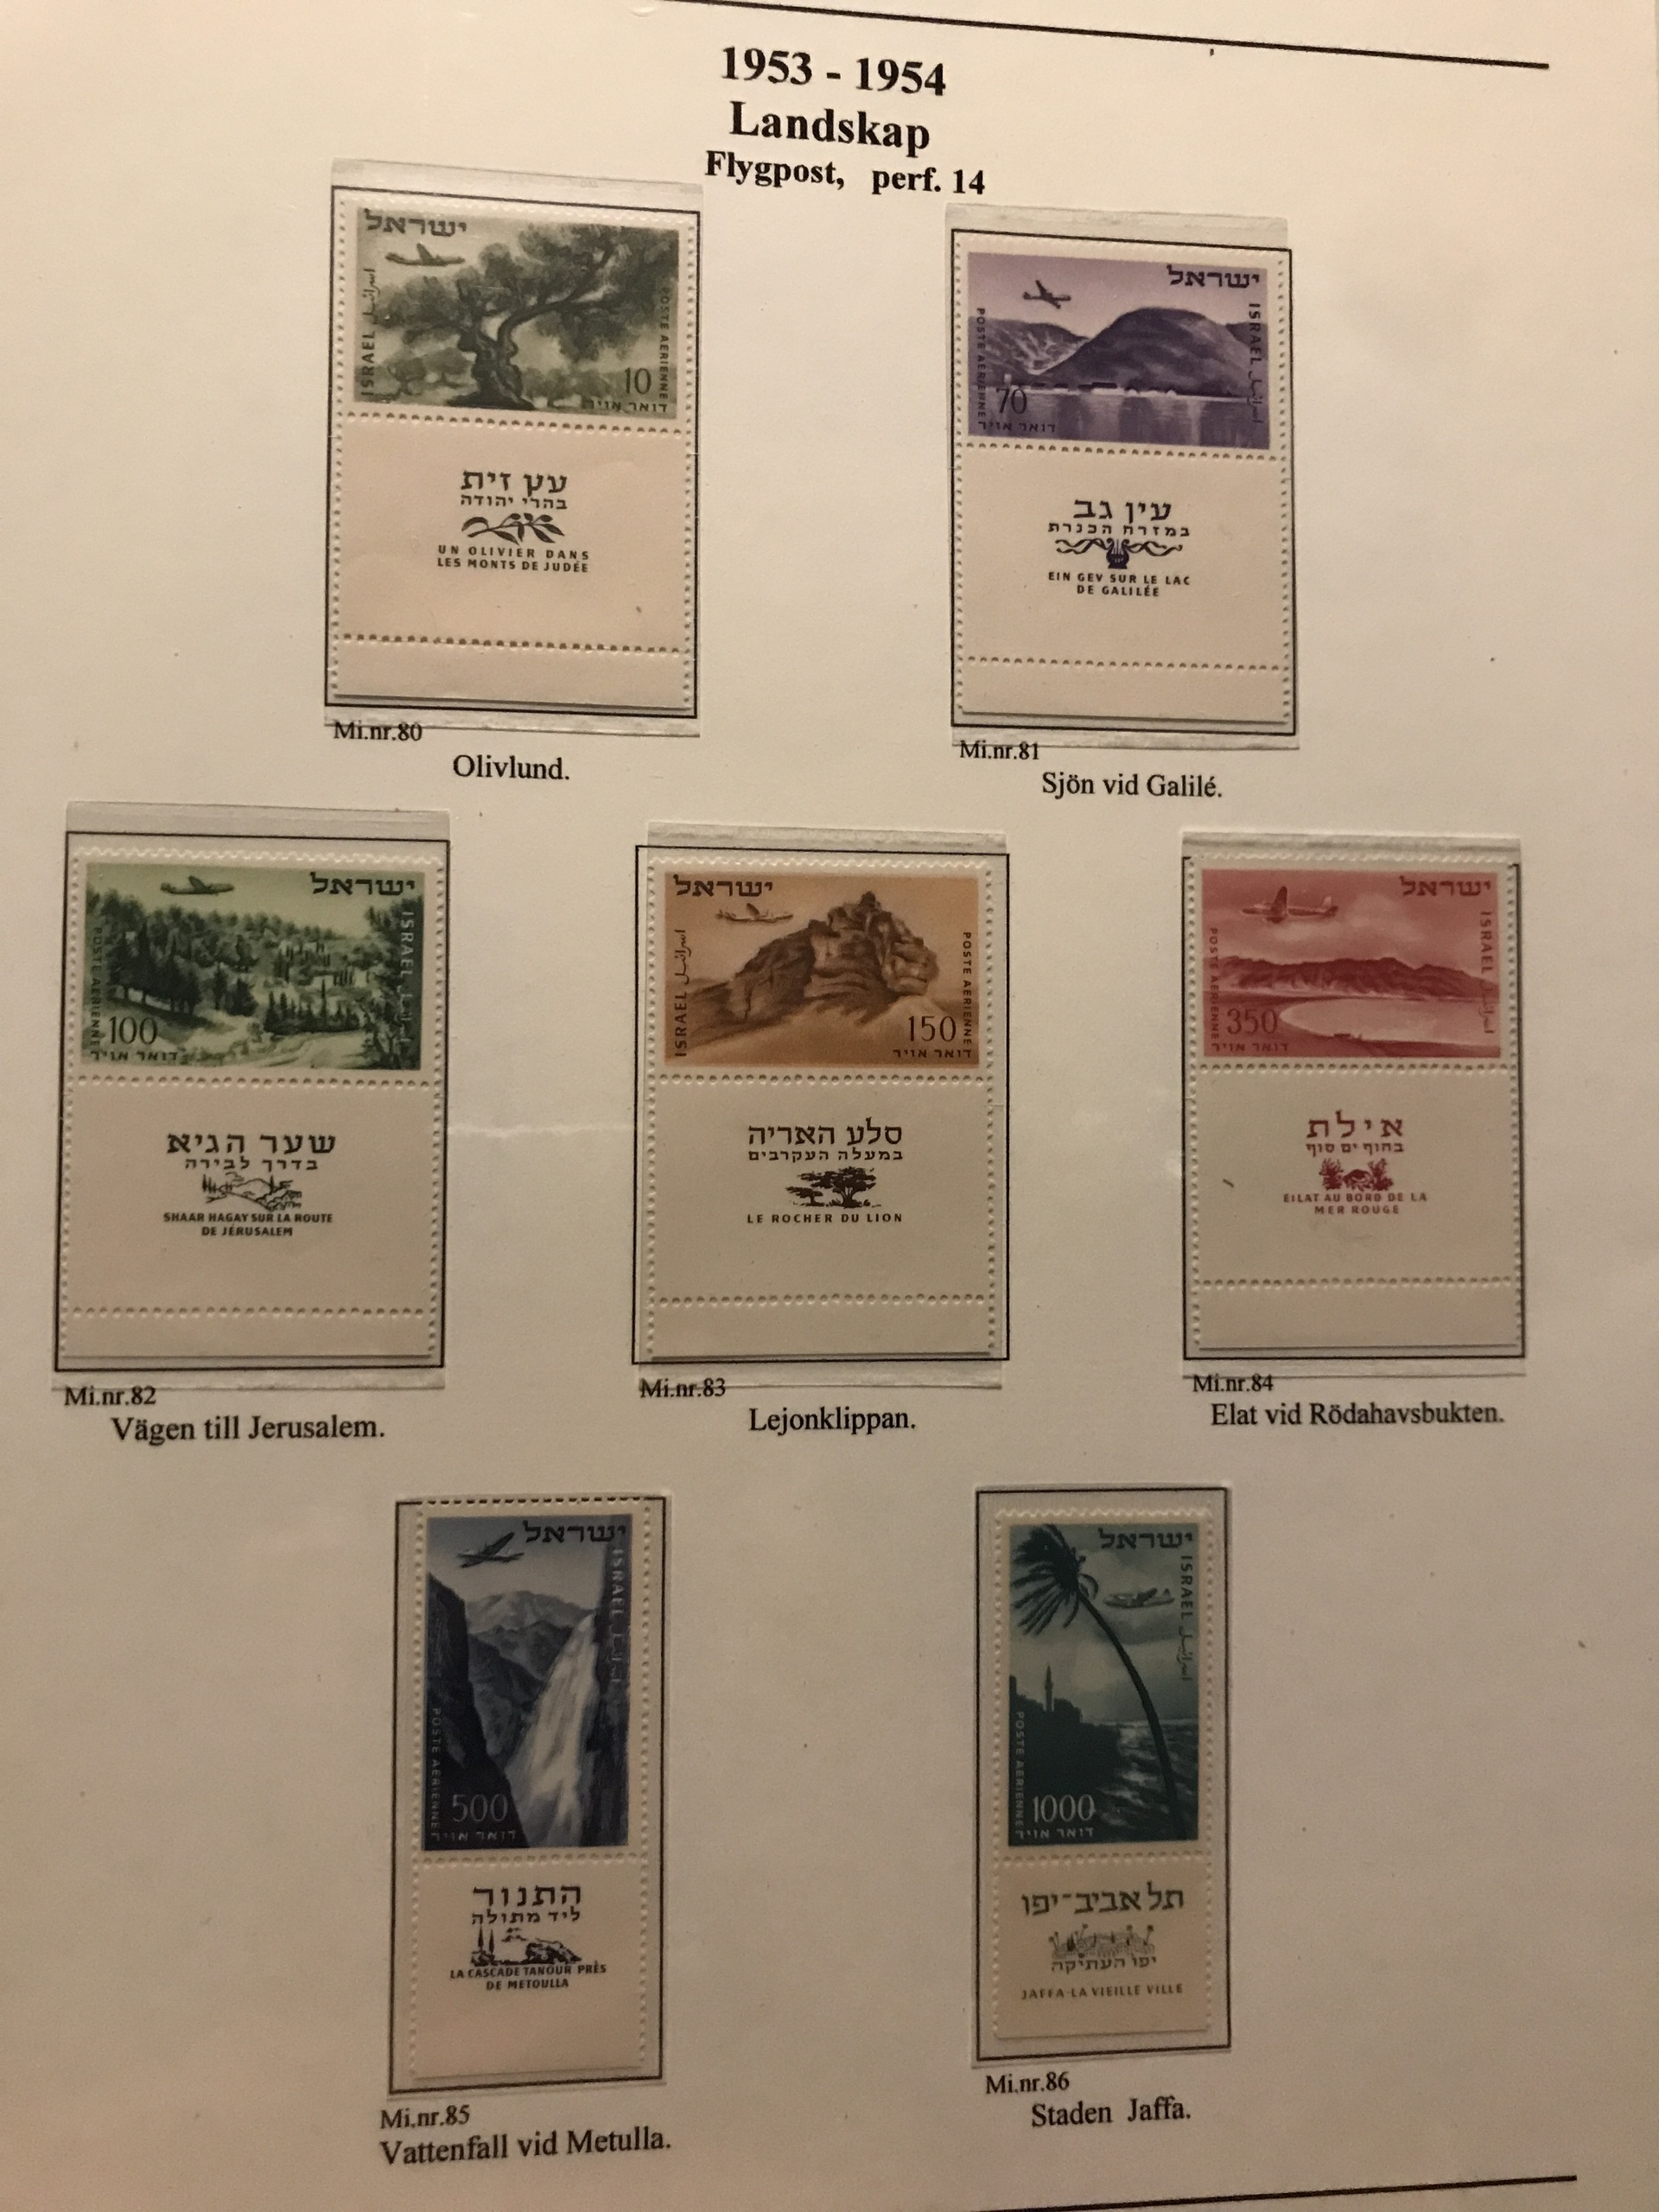 1953 - 1954
Landskap
Flygpost, perf. 14
ישראל
ISRAEL اسرائيل
POSTE AERIENNE
10
דואר אויר
עץ זית
בהרי יהודה
UN OLIVIER DANS
LES MONTS DE JUDÉE
Mi.nr.80
Olivlund.
ישראל
ISRAEL اسرائيل
POSTE AERIENNE
70
דואר אויר
עין גב
במזרח הכנרת
EIN GEV SUR LE LAC
DE GALILÉE
Mi.nr.81
Sjön vid Galilé.
ישראל
ISRAEL اسرائيل
POSTE AERIENNE
100
דואר אויר
שער הגיא
בדרך לבירה
SHAAR HAGAY SUR LA ROUTE
DE JÉRUSALEM
Mi.nr.82
Vägen till Jerusalem.
ישראל
ISRAEL اسرائيل
POSTE AERIENNE
150
דואר אויר
סלע האריה
במעלה העקרבים
LE ROCHER DU LION
Mi.nr.83
Lejonklippan.
ישראל
ISRAEL اسرائيل
POSTE AERIENNE
350
דואר אויר
אילת
בחוף ים סוף
EILAT AU BORD DE LA
MER ROUGE
Mi.nr.84
Elat vid Rödahavsbukten.
ישראל
ISRAEL اسرائيل
POSTE AERIENNE
500
דואר אויר
התנור
ליד מתולה
LA CASCADE TANOUR PRÈS
DE METOULLA
Mi.nr.85
Vattenfall vid Metulla.
ישראל
ISRAEL اسرائيل
POSTE AERIENNE
1000
דואר אויר
תל אביב-יפו
יפו העתיקה
JAFFA-LA VIEILLE VILLE
Mi.nr.86
Staden Jaffa.